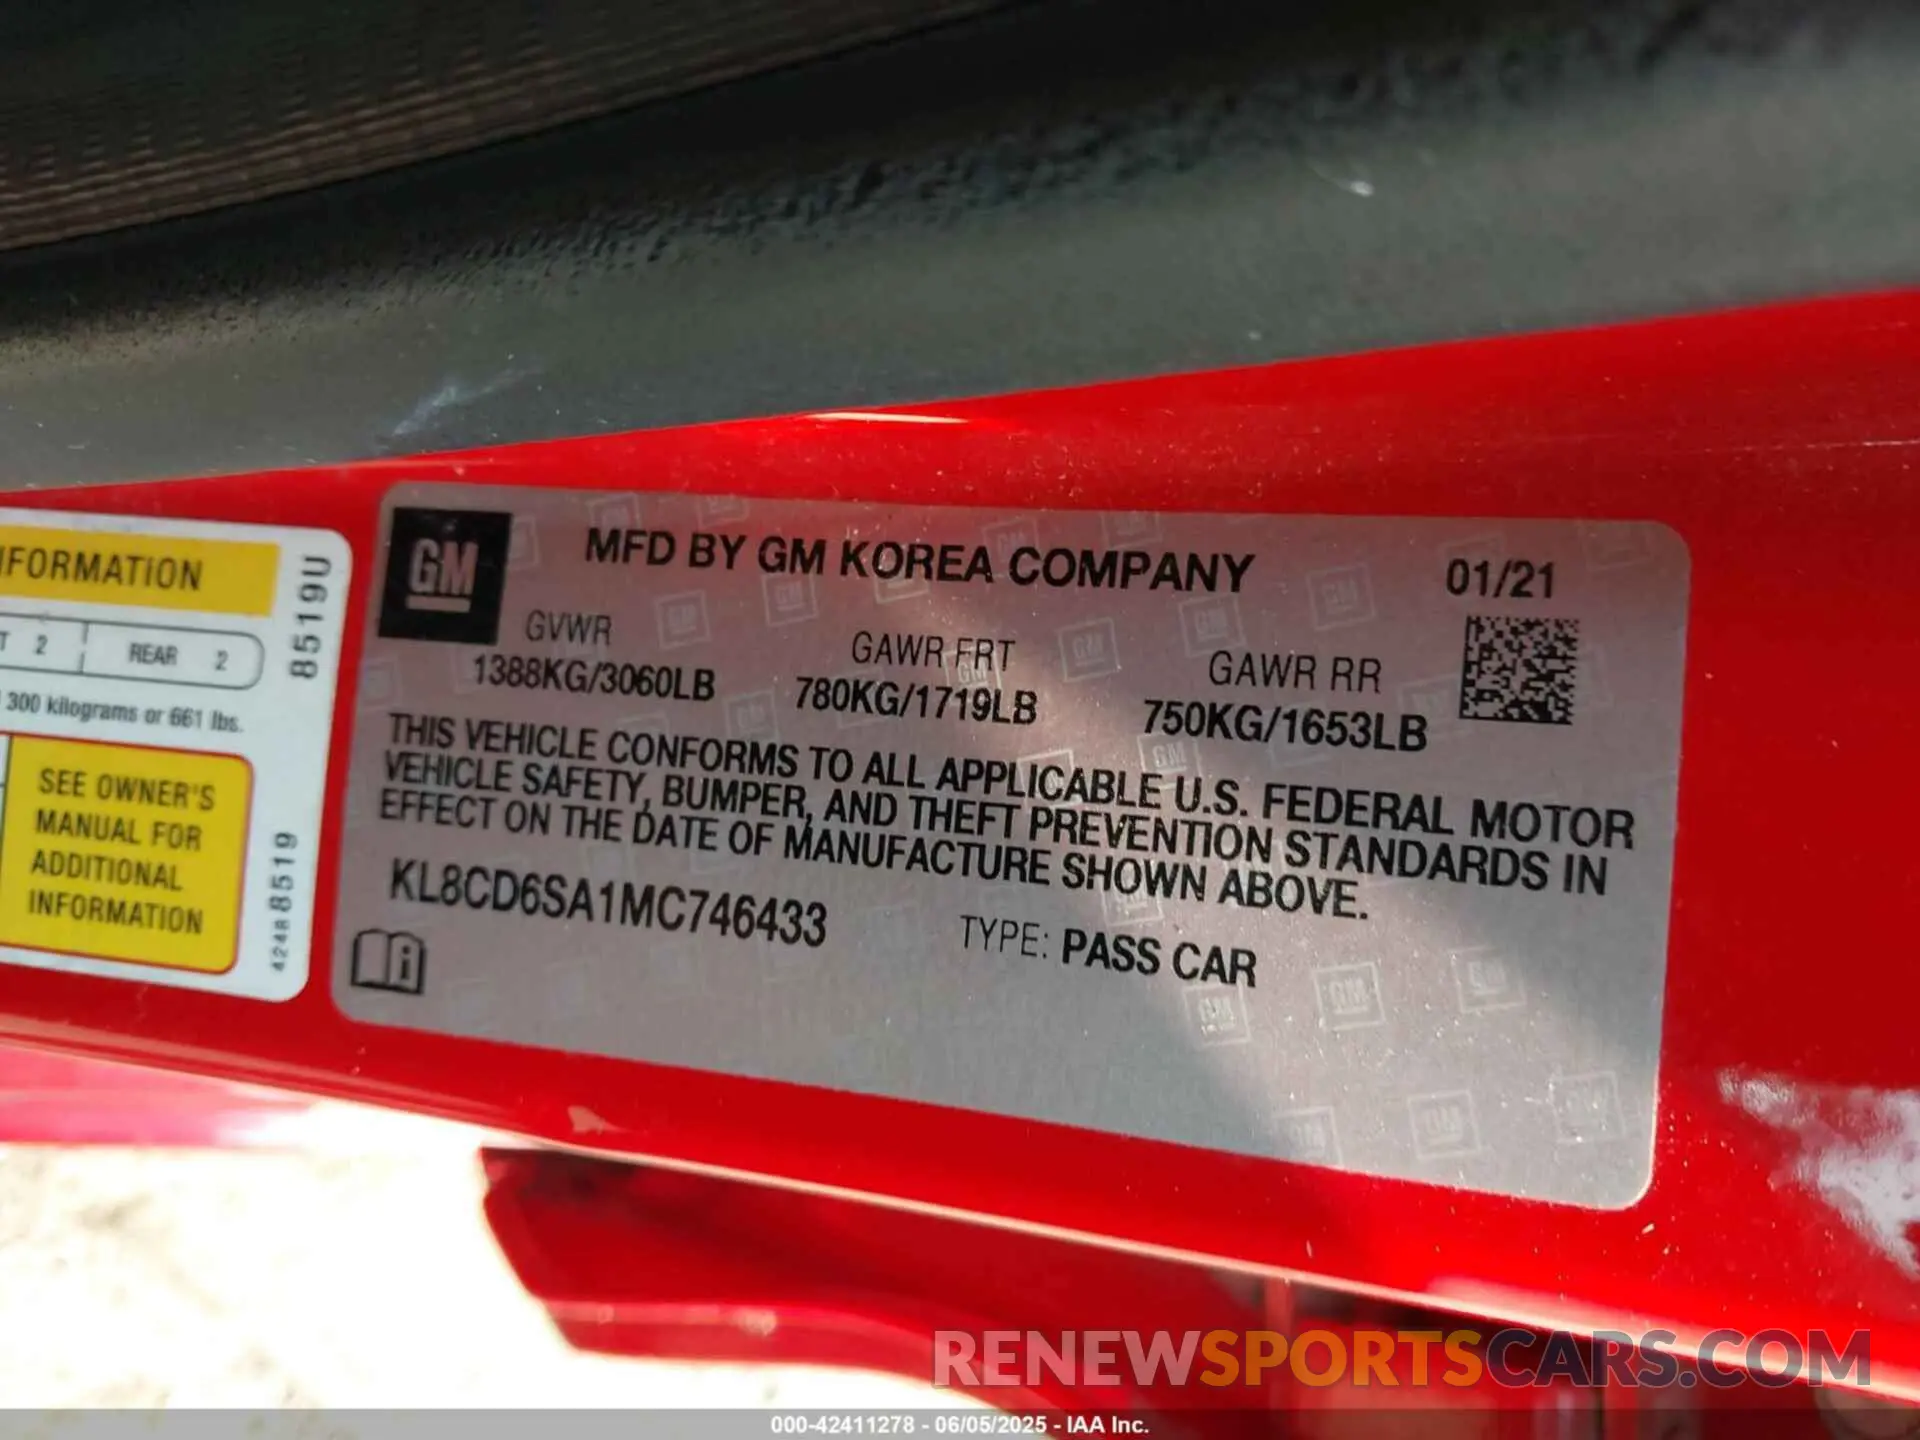 NFORMATION
T 2 REAR 2
300 kilograms or 661 lbs.
SEE OWNER'S
MANUAL FOR
ADDITIONAL
INFORMATION
8519U
42488519
GM
MFD BY GM KOREA COMPANY
01/21
GVWR GAWR FRT GAWR RR
1388KG/3060LB 780KG/1719LB 750KG/1653LB
THIS VEHICLE CONFORMS TO ALL APPLICABLE U.S. FEDERAL MOTOR
VEHICLE SAFETY, BUMPER, AND THEFT PREVENTION STANDARDS IN
EFFECT ON THE DATE OF MANUFACTURE SHOWN ABOVE.
KL8CD6SA1MC746433
TYPE: PASS CAR
RENEWSPORTSCARS.COM
000-42411278 - 06/05/2025 - IAA Inc.